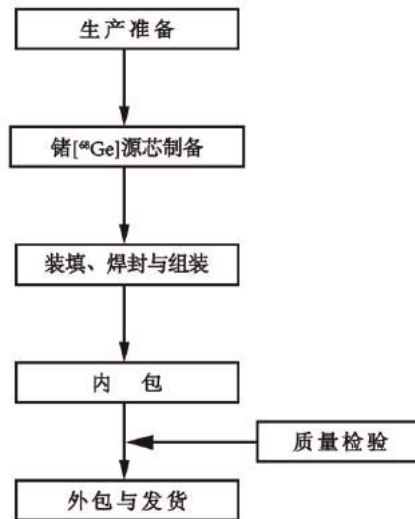 生产准备
锗[⁶⁸Ge]源芯制备
装填、焊封与组装
内 包
质量检验
外包与发货